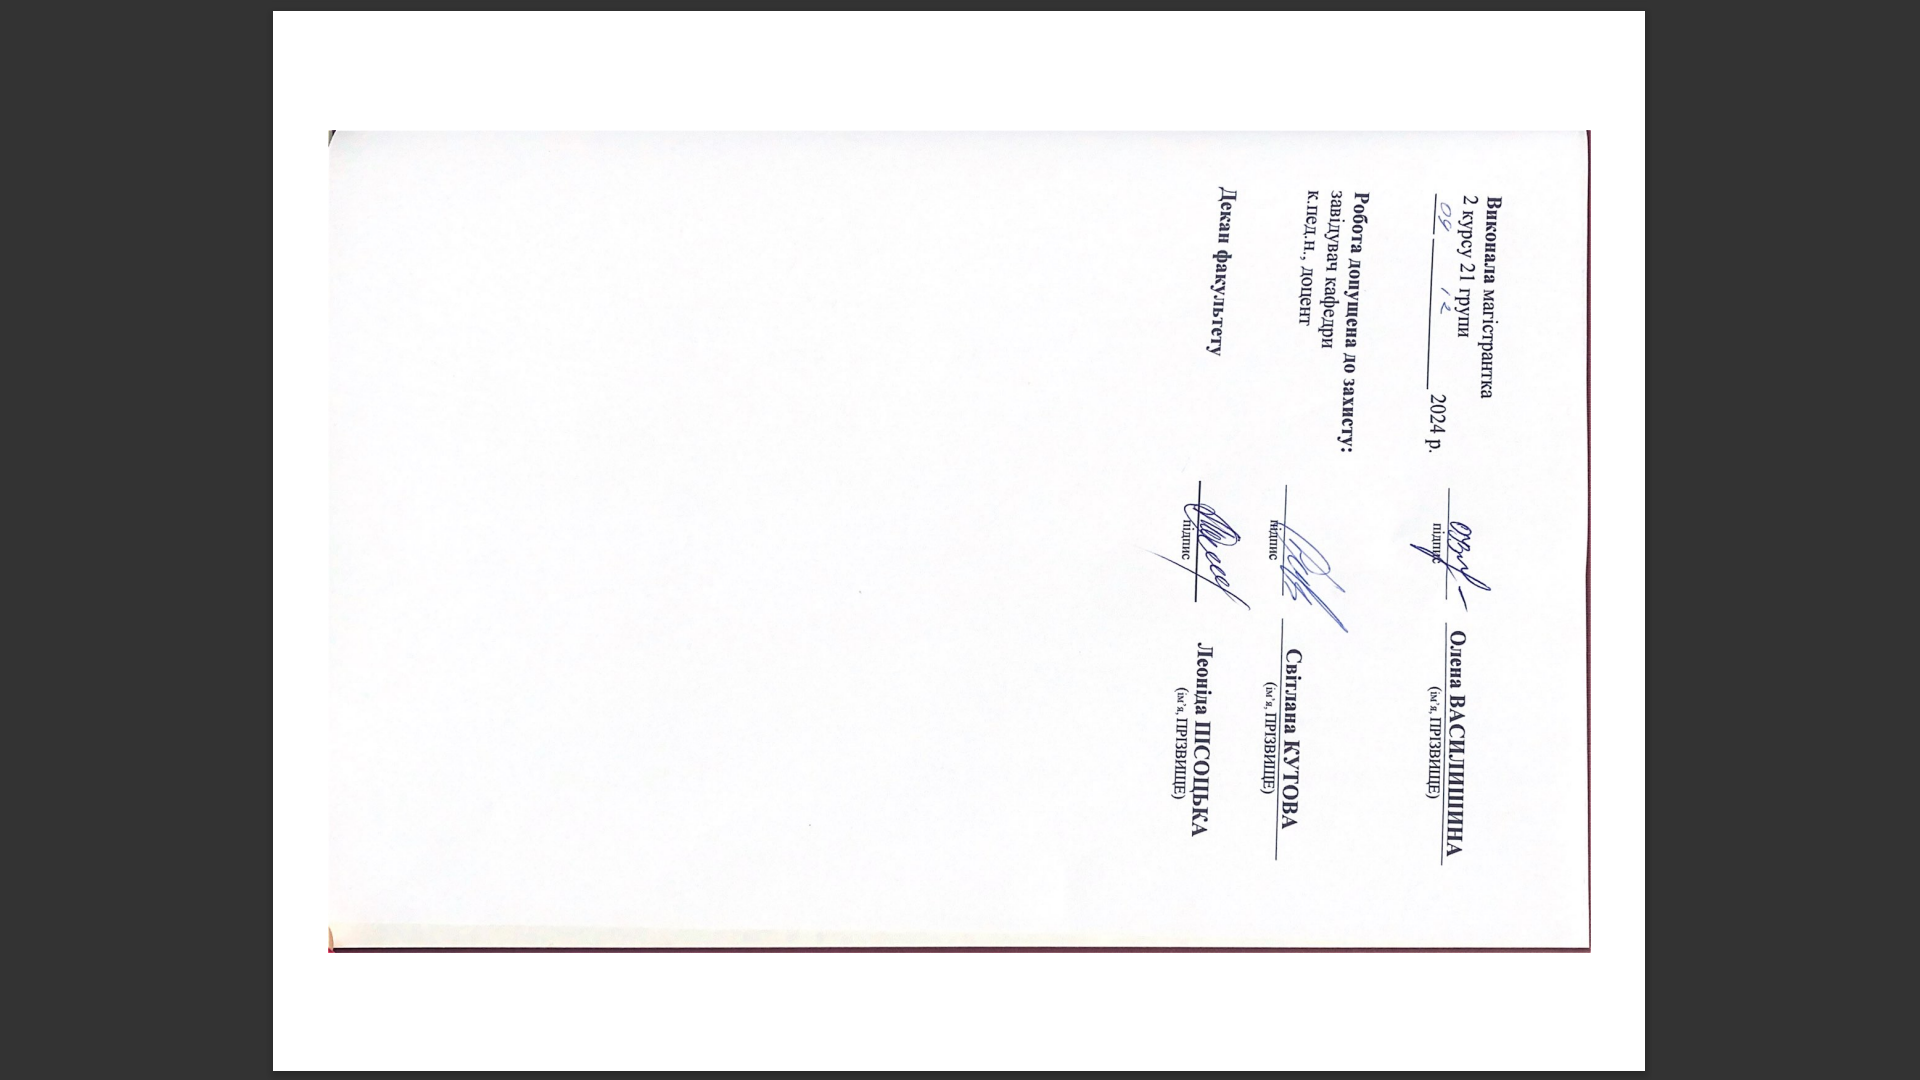 Виконала магістрантка
2 курсу 21 групи
09 12 2024 р. Олена ВАСИЛИШИНА
підпис (ім'я, ПРІЗВИЩЕ)
Робота допущена до захисту:
завідувач кафедри
к.пед.н., доцент Світлана КУТОВА
підпис (ім'я, ПРІЗВИЩЕ)
Декан факультету Леоніда ПІСОЦЬКА
підпис (ім'я, ПРІЗВИЩЕ)